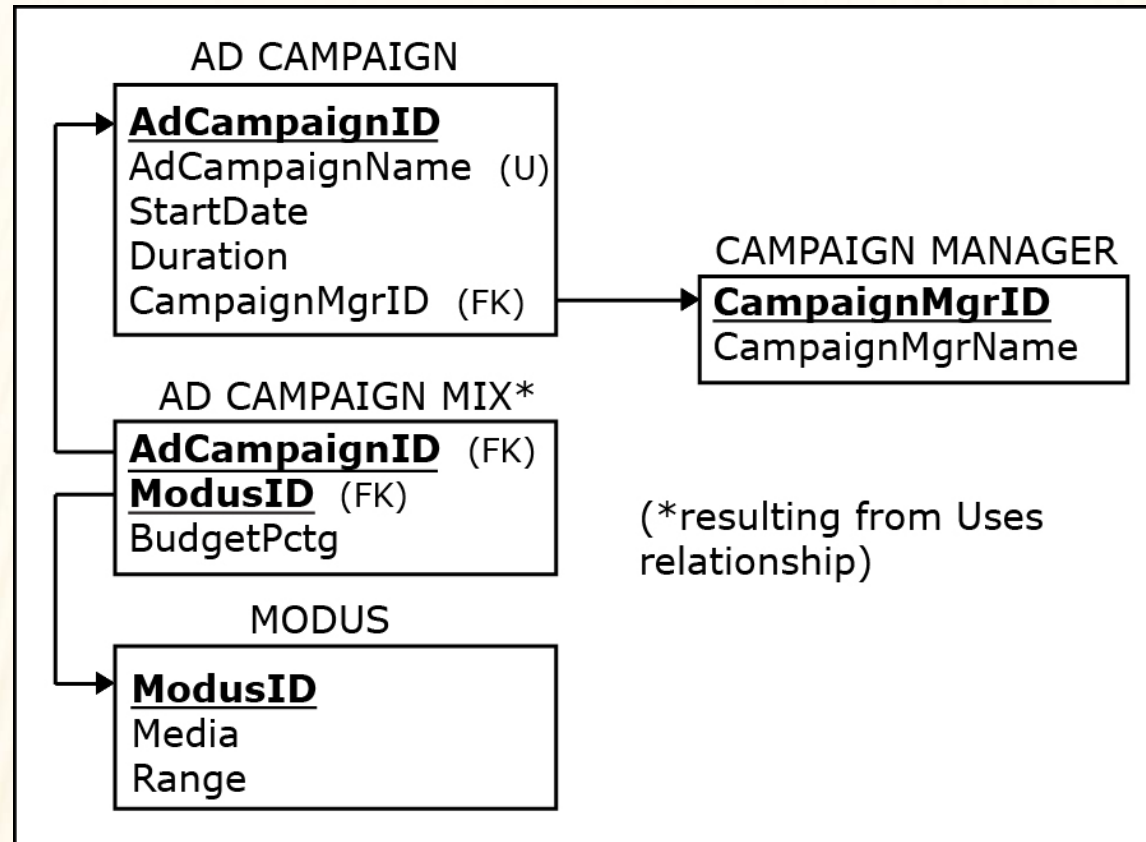 AD CAMPAIGN
AdCampaignID
AdCampaignName (U)
StartDate
Duration
CampaignMgrID (FK)
CAMPAIGN MANAGER
CampaignMgrID
CampaignMgrName
AD CAMPAIGN MIX*
AdCampaignID (FK)
ModusID (FK)
BudgetPctg
(*resulting from Uses
relationship)
MODUS
ModusID
Media
Range